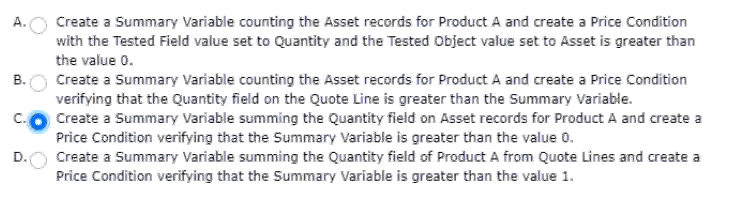 A. Create a Summary Variable counting the Asset records for Product A and create a Price Condition
with the Tested Field value set to Quantity and the Tested Object value set to Asset is greater than
the value 0.
B. Create a Summary Variable counting the Asset records for Product A and create a Price Condition
verifying that the Quantity field on the Quote Line is greater than the Summary Variable.
C. Create a Summary Variable summing the Quantity field on Asset records for Product A and create a
Price Condition verifying that the Summary Variable is greater than the value 0.
D. Create a Summary Variable summing the Quantity field of Product A from Quote Lines and create a
Price Condition verifying that the Summary Variable is greater than the value 1.